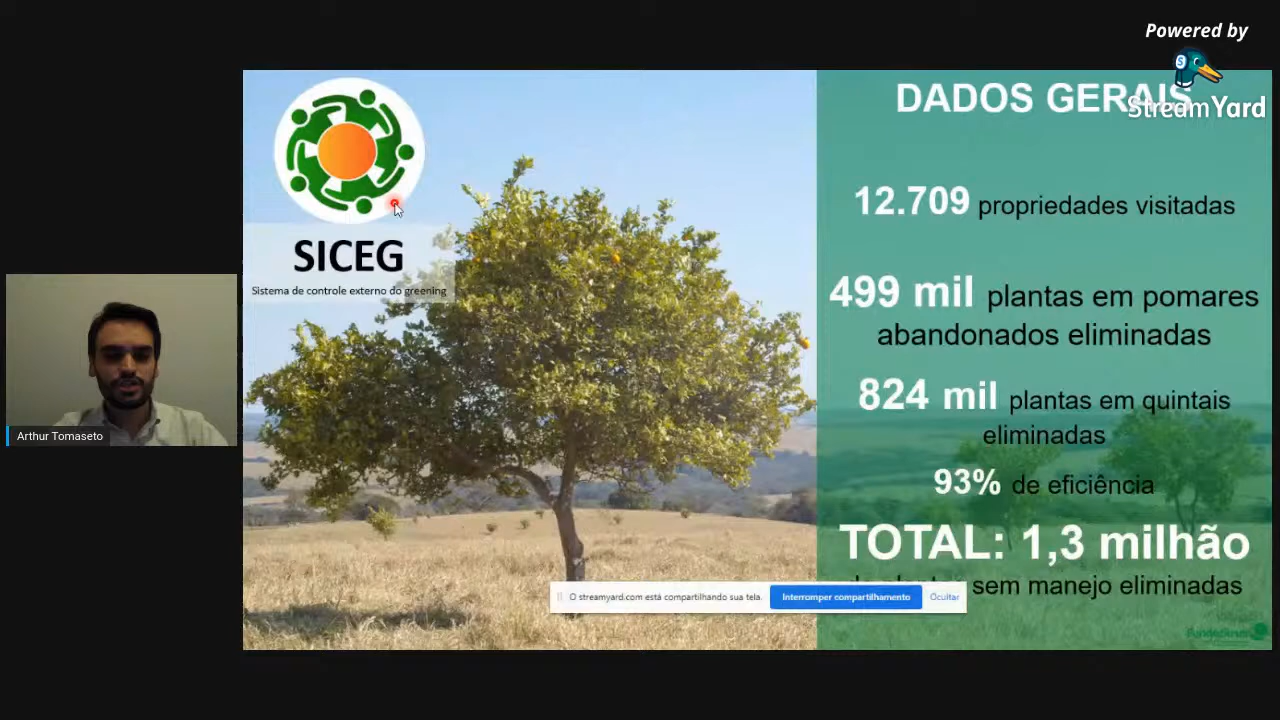 Powered by
StreamYard
DADOS GERAIS
12.709 propriedades visitadas
499 mil plantas em pomares
abandonados eliminadas
824 mil plantas em quintais
eliminadas
93% de eficiência
TOTAL: 1,3 milhão
sem manejo eliminadas
SICEG
Sistema de controle externo do greening
Arthur Tomaseto
O streamyard.com está compartilhando sua tela.
Interromper compartilhamento
Ocultar